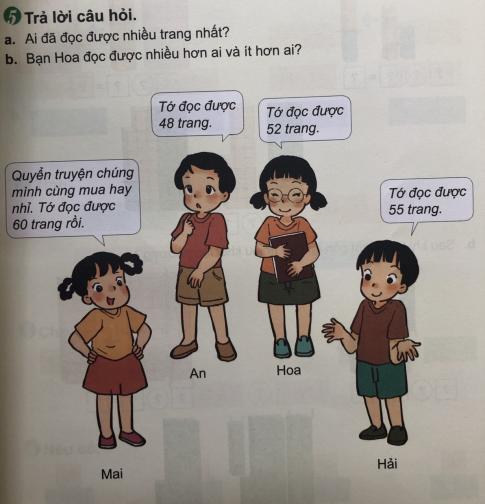 5 Trả lời câu hỏi.
a. Ai đã đọc được nhiều trang nhất?
b. Bạn Hoa đọc được nhiều hơn ai và ít hơn ai?
Tớ đọc được
48 trang.
Tớ đọc được
52 trang.
Quyển truyện chúng
mình cùng mua hay
nhỉ. Tớ đọc được
60 trang rồi.
Tớ đọc được
55 trang.
An
Hoa
Mai
Hải